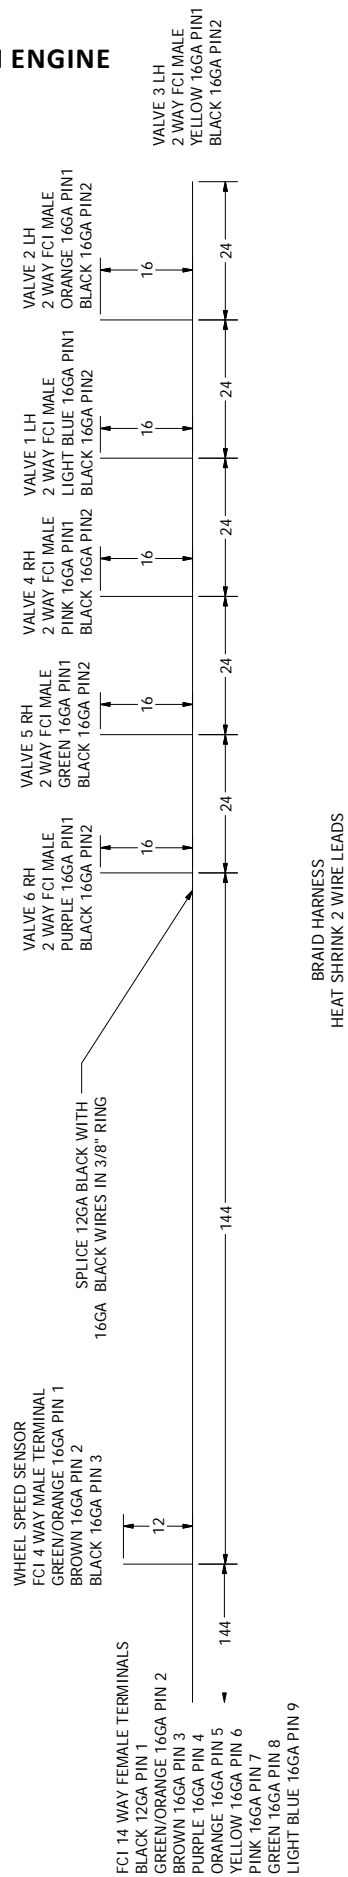 ENGINE
WHEEL SPEED SENSOR
FCI 4 WAY MALE TERMINAL
GREEN/ORANGE 16GA PIN 1
BROWN 16GA PIN 2
BLACK 16GA PIN 3
SPLICE 12GA BLACK WITH
16GA BLACK WIRES IN 3/8" RING
VALVE 6 RH
2 WAY FCI MALE
PURPLE 16GA PIN1
BLACK 16GA PIN2
VALVE 5 RH
2 WAY FCI MALE
GREEN 16GA PIN1
BLACK 16GA PIN2
VALVE 4 RH
2 WAY FCI MALE
PINK 16GA PIN1
BLACK 16GA PIN2
VALVE 1 LH
2 WAY FCI MALE
LIGHT BLUE 16GA PIN1
BLACK 16GA PIN2
VALVE 2 LH
2 WAY FCI MALE
ORANGE 16GA PIN1
BLACK 16GA PIN2
VALVE 3 LH
2 WAY FCI MALE
YELLOW 16GA PIN1
BLACK 16GA PIN2
12
16
16
16
16
16
144
144
24
24
24
24
24
FCI 14 WAY FEMALE TERMINALS
BLACK 12GA PIN 1
GREEN/ORANGE 16GA PIN 2
BROWN 16GA PIN 3
PURPLE 16GA PIN 4
ORANGE 16GA PIN 5
YELLOW 16GA PIN 6
PINK 16GA PIN 7
GREEN 16GA PIN 8
LIGHT BLUE 16GA PIN 9
BRAID HARNESS
HEAT SHRINK 2 WIRE LEADS